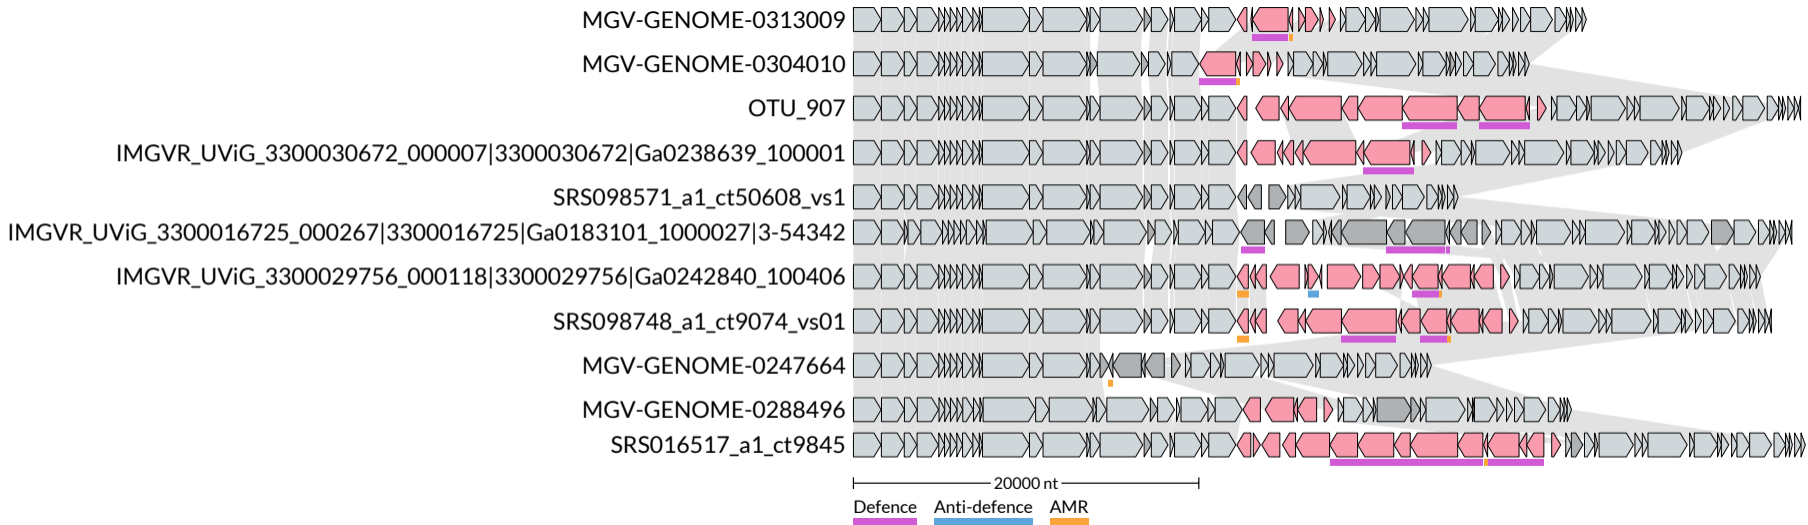 MGV-GENOME-0313009
MGV-GENOME-0304010
OTU_907
IMGVR_UViG_3300030672_000007|3300030672|Ga0238639_100001
SRS098571_a1_ct50608_vs1
IMGVR_UViG_3300016725_000267|3300016725|Ga0183101_1000027|3-54342
IMGVR_UViG_3300029756_000118|3300029756|Ga0242840_100406
SRS098748_a1_ct9074_vs01
MGV-GENOME-0247664
MGV-GENOME-0288496
SRS016517_a1_ct9845
20000 nt
Defence Anti-defence AMR